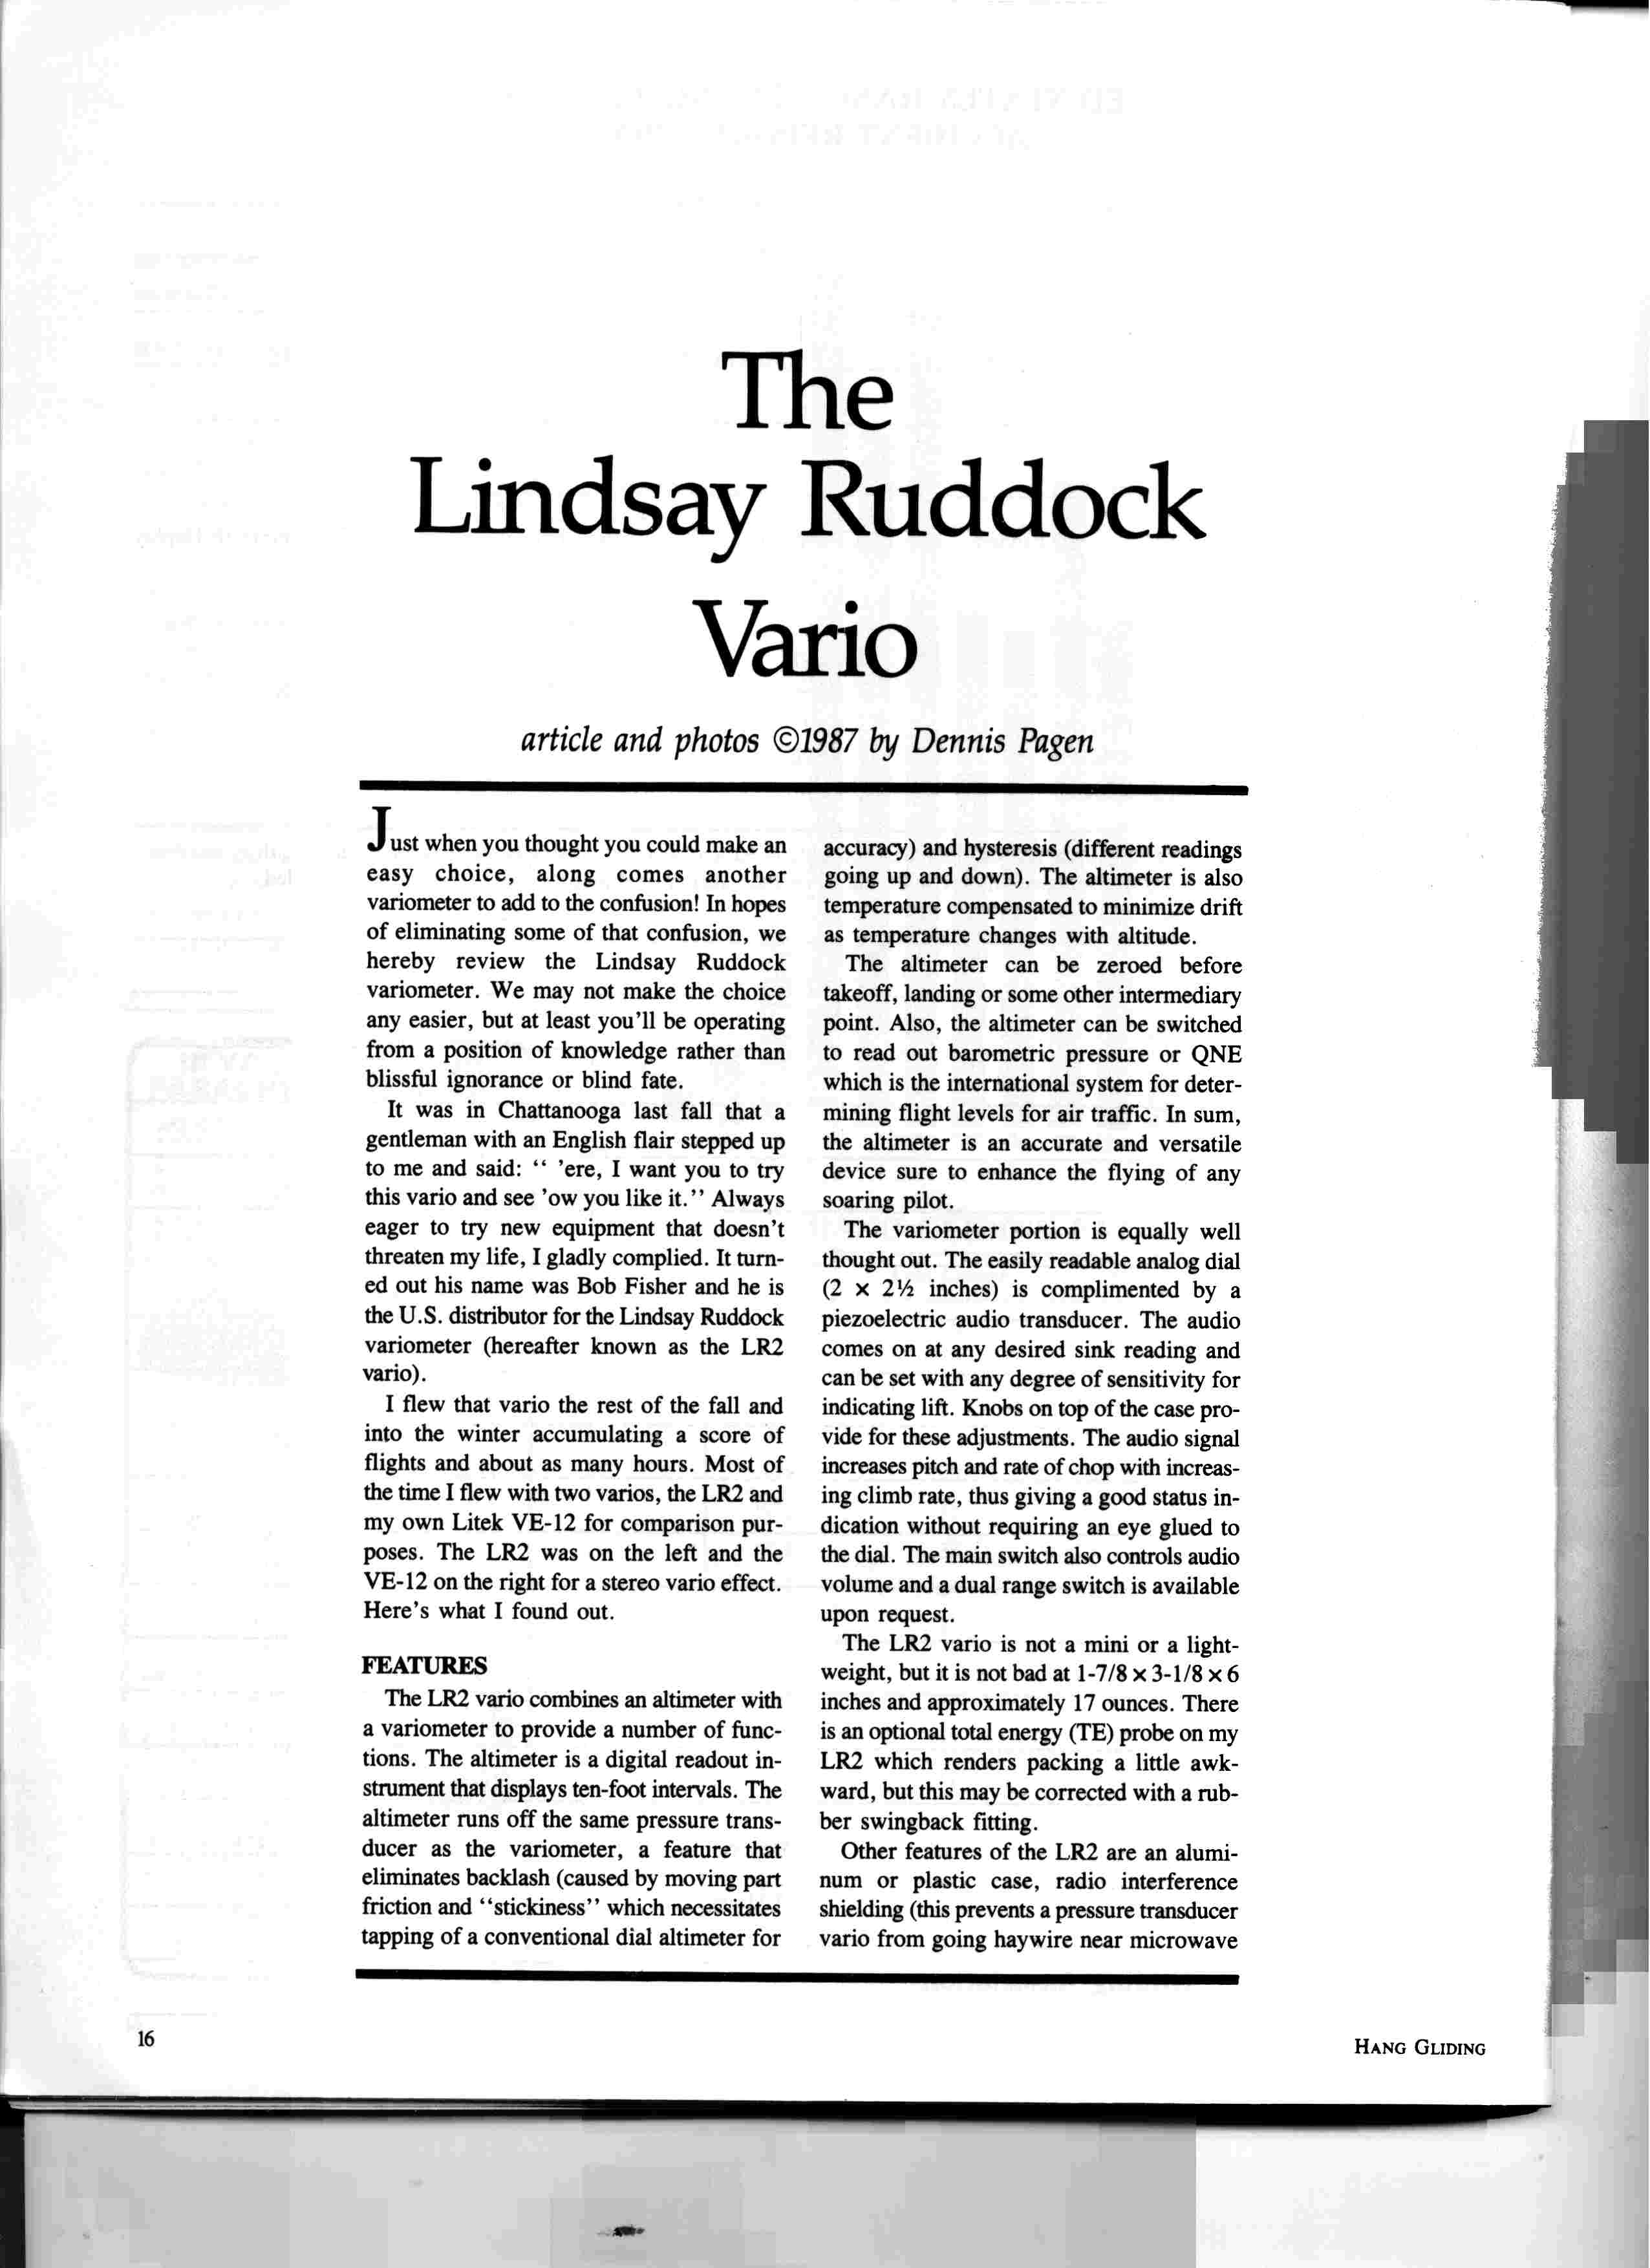 The
Lindsay Ruddock
Vario
article and photos ©1987 by Dennis Pagen
Just when you thought you could make an
easy choice, along comes another
variometer to add to the confusion! In hopes
of eliminating some of that confusion, we
hereby review the Lindsay Ruddock
variometer. We may not make the choice
any easier, but at least you'll be operating
from a position of knowledge rather than
blissful ignorance or blind fate.
It was in Chattanooga last fall that a
gentleman with an English flair stepped up
to me and said: “ 'ere, I want you to try
this vario and see 'ow you like it.” Always
eager to try new equipment that doesn't
threaten my life, I gladly complied. It turn-
ed out his name was Bob Fisher and he is
the U.S. distributor for the Lindsay Ruddock
variometer (hereafter known as the LR2
vario).
I flew that vario the rest of the fall and
into the winter accumulating a score of
flights and about as many hours. Most of
the time I flew with two varios, the LR2 and
my own Litek VE-12 for comparison pur-
poses. The LR2 was on the left and the
VE-12 on the right for a stereo vario effect.
Here's what I found out.
FEATURES
The LR2 vario combines an altimeter with
a variometer to provide a number of func-
tions. The altimeter is a digital readout in-
strument that displays ten-foot intervals. The
altimeter runs off the same pressure trans-
ducer as the variometer, a feature that
eliminates backlash (caused by moving part
friction and “stickiness” which necessitates
tapping of a conventional dial altimeter for
accuracy) and hysteresis (different readings
going up and down). The altimeter is also
temperature compensated to minimize drift
as temperature changes with altitude.
The altimeter can be zeroed before
takeoff, landing or some other intermediary
point. Also, the altimeter can be switched
to read out barometric pressure or QNE
which is the international system for deter-
mining flight levels for air traffic. In sum,
the altimeter is an accurate and versatile
device sure to enhance the flying of any
soaring pilot.
The variometer portion is equally well
thought out. The easily readable analog dial
(2 x 2½ inches) is complimented by a
piezoelectric audio transducer. The audio
comes on at any desired sink reading and
can be set with any degree of sensitivity for
indicating lift. Knobs on top of the case pro-
vide for these adjustments. The audio signal
increases pitch and rate of chop with increas-
ing climb rate, thus giving a good status in-
dication without requiring an eye glued to
the dial. The main switch also controls audio
volume and a dual range switch is available
upon request.
The LR2 vario is not a mini or a light-
weight, but it is not bad at 1-7/8 x 3-1/8 x 6
inches and approximately 17 ounces. There
is an optional total energy (TE) probe on my
LR2 which renders packing a little awk-
ward, but this may be corrected with a rub-
ber swingback fitting.
Other features of the LR2 are an alumi-
num or plastic case, radio interference
shielding (this prevents a pressure transducer
vario from going haywire near microwave
16
HANG GLIDING